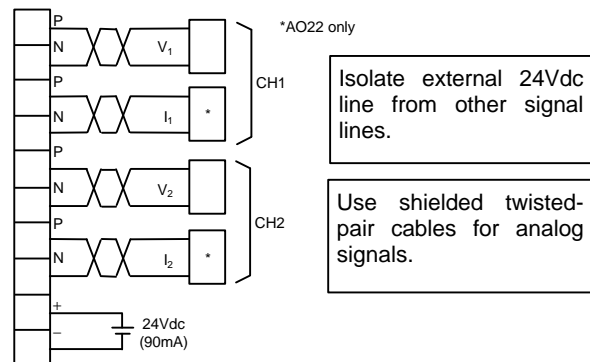 *AO22 only
P
N
V1
CH1
P
N
I1
*
P
N
V2
CH2
P
N
I2
*
+
–
24Vdc
(90mA)
Isolate external 24Vdc
line from other signal
lines.
Use shielded twisted-
pair cables for analog
signals.